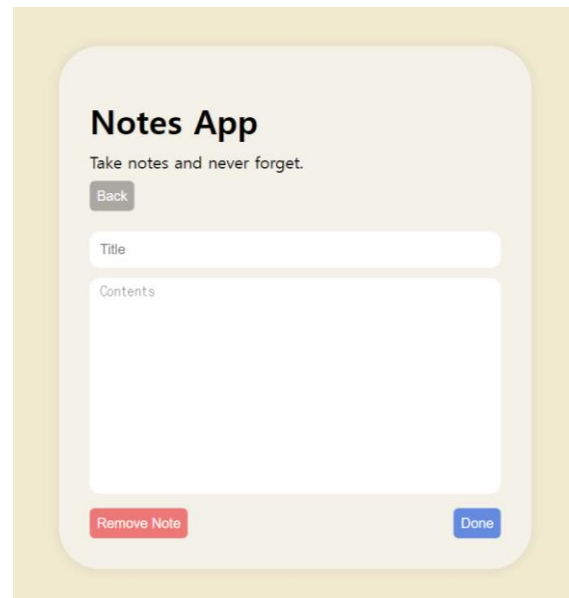 Notes App
Take notes and never forget.
Back
Title
Contents
Remove Note
Done